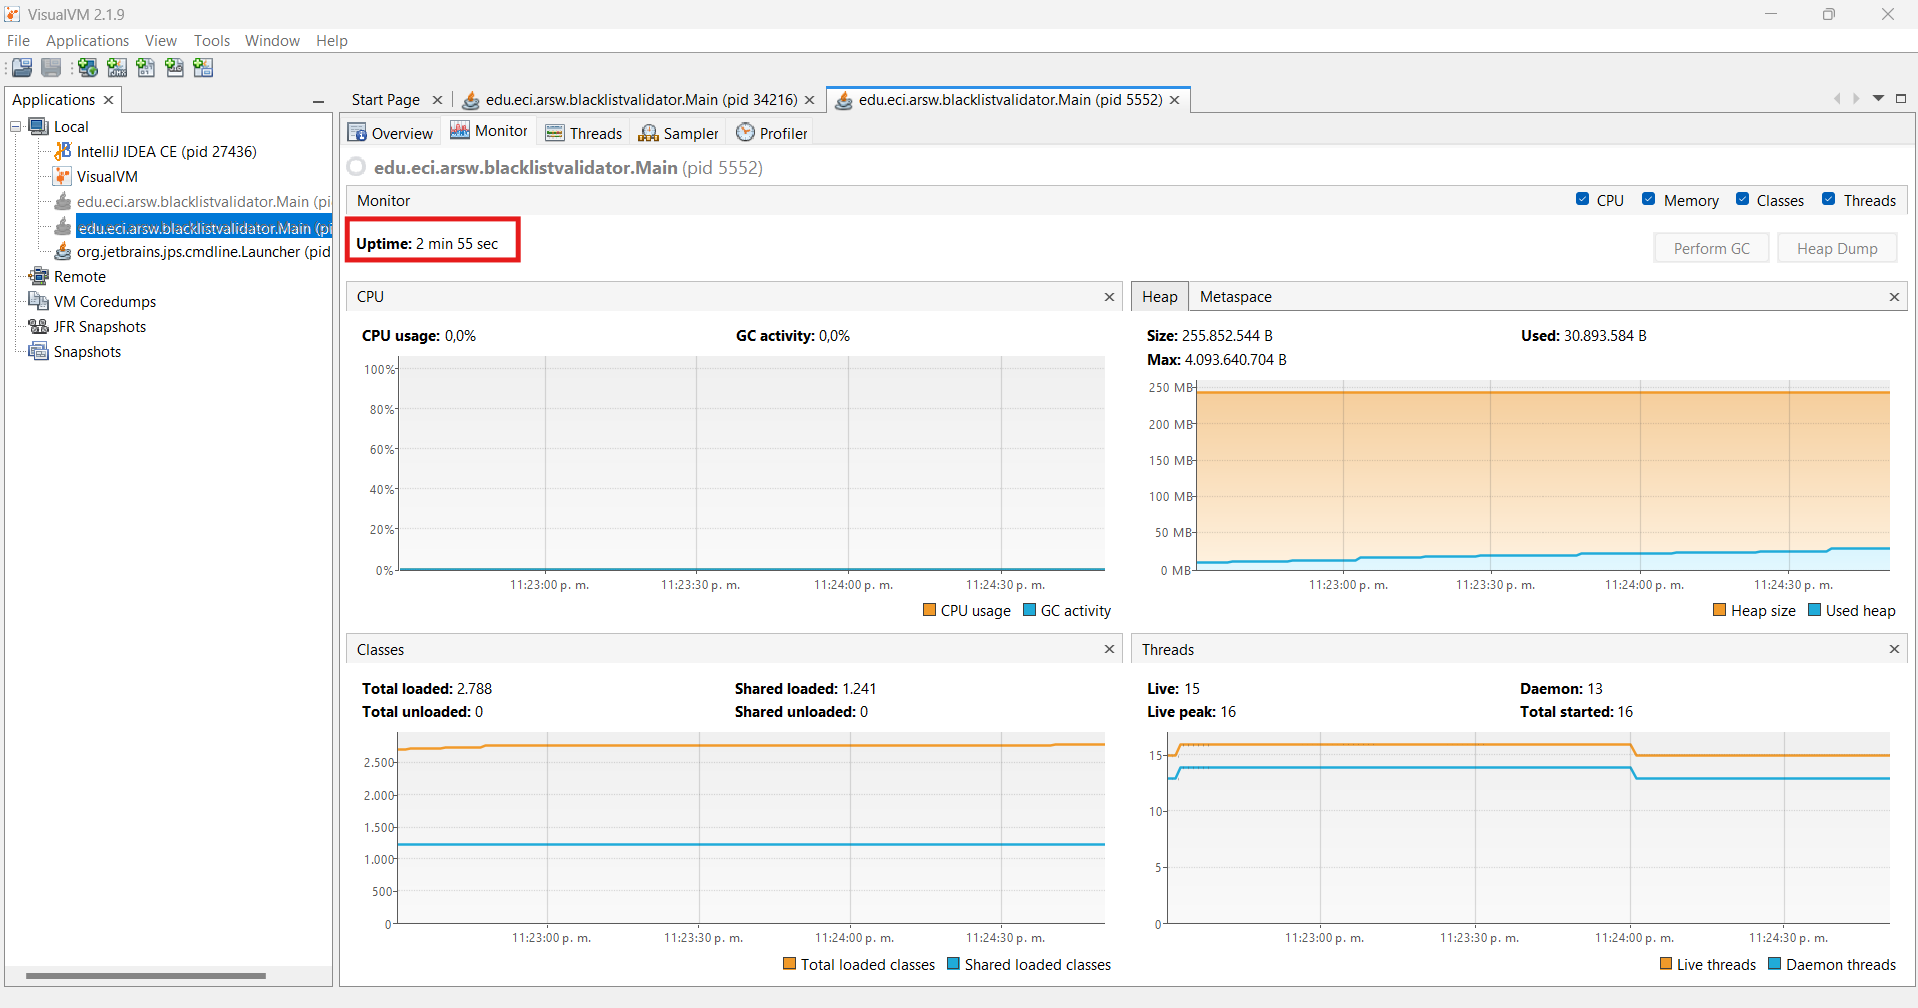 VisualVM 2.1.9
File Applications View Tools Window Help
Applications
Start Page
edu.eci.arsw.blacklistvalidator.Main (pid 34216)
edu.eci.arsw.blacklistvalidator.Main (pid 5552)
Local
IntelliJ IDEA CE (pid 27436)
VisualVM
edu.eci.arsw.blacklistvalidator.Main (pi
edu.eci.arsw.blacklistvalidator.Main (pi
org.jetbrains.jps.cmdline.Launcher (pid
Remote
VM Coredumps
JFR Snapshots
Snapshots
Overview Monitor Threads Sampler Profiler
edu.eci.arsw.blacklistvalidator.Main (pid 5552)
Monitor
CPU Memory Classes Threads
Uptime: 2 min 55 sec
Perform GC Heap Dump
CPU
CPU usage: 0,0% GC activity: 0,0%
100%
80%
60%
40%
20%
0%
11:23:00 p. m. 11:23:30 p. m. 11:24:00 p. m. 11:24:30 p. m.
CPU usage GC activity
Heap Metaspace
Size: 255.852.544 B Used: 30.893.584 B
Max: 4.093.640.704 B
250 MB
200 MB
150 MB
100 MB
50 MB
0 MB
11:23:00 p. m. 11:23:30 p. m. 11:24:00 p. m. 11:24:30 p. m.
Heap size Used heap
Classes
Total loaded: 2.788 Shared loaded: 1.241
Total unloaded: 0 Shared unloaded: 0
2.500
2.000
1.500
1.000
500
0
11:23:00 p. m. 11:23:30 p. m. 11:24:00 p. m. 11:24:30 p. m.
Total loaded classes Shared loaded classes
Threads
Live: 15 Daemon: 13
Live peak: 16 Total started: 16
15
10
5
0
11:23:00 p. m. 11:23:30 p. m. 11:24:00 p. m. 11:24:30 p. m.
Live threads Daemon threads